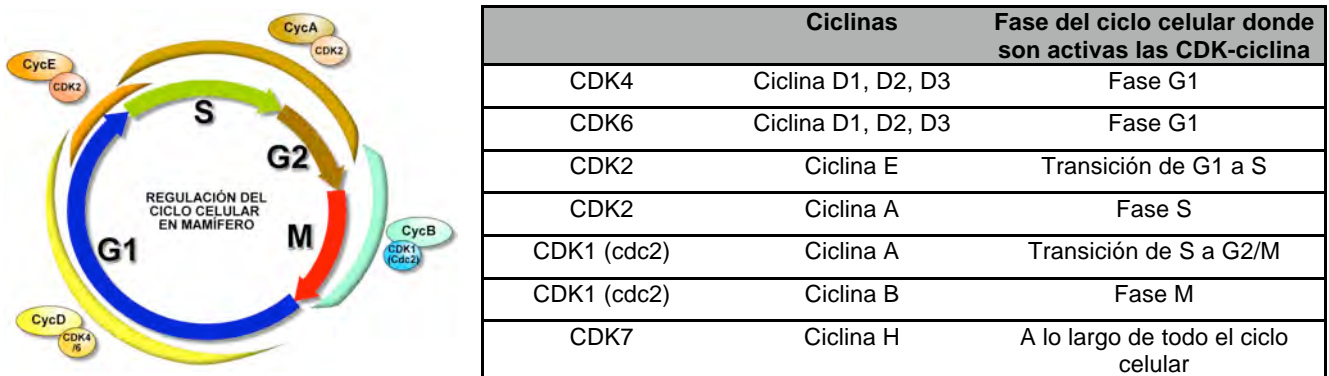 CycA
CDK2
CycE
CDK2
S
G2
REGULACIÓN DEL
CICLO CELULAR
EN MAMÍFERO
G1
M
CycB
CDK1
(Cdc2)
CycD
CDK4
/6
Ciclinas Fase del ciclo celular donde
son activas las CDK-ciclina
CDK4 Ciclina D1, D2, D3 Fase G1
CDK6 Ciclina D1, D2, D3 Fase G1
CDK2 Ciclina E Transición de G1 a S
CDK2 Ciclina A Fase S
CDK1 (cdc2) Ciclina A Transición de S a G2/M
CDK1 (cdc2) Ciclina B Fase M
CDK7 Ciclina H A lo largo de todo el ciclo
celular